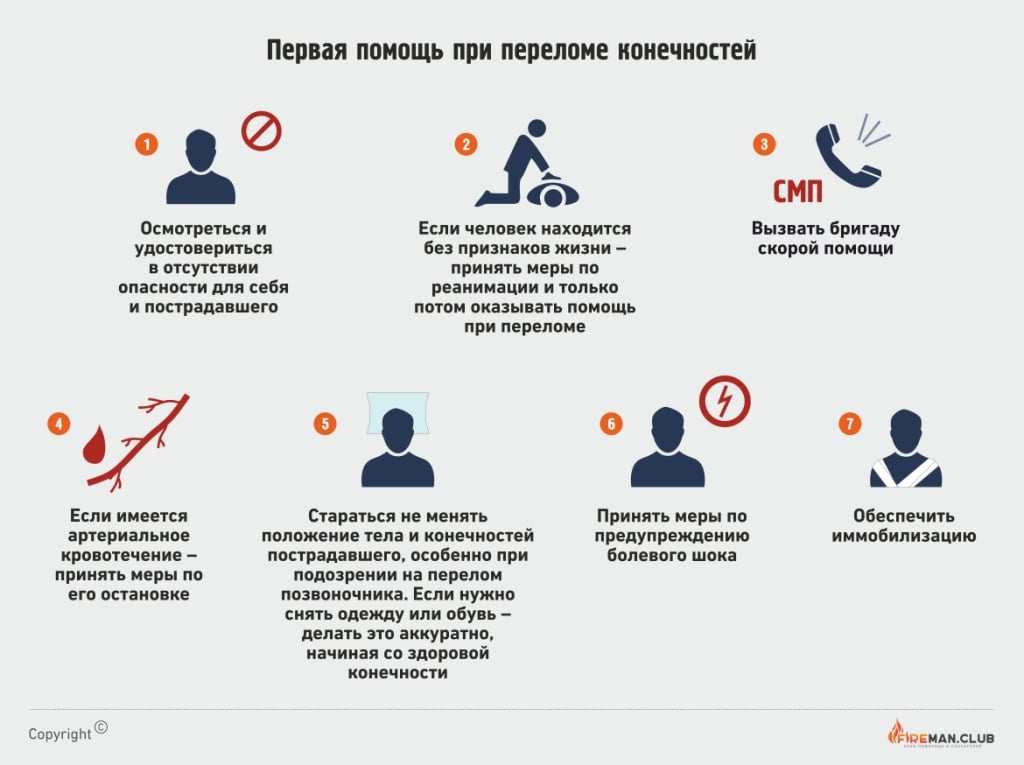 Первая помощь при переломе конечностей
1
Осмотреться и
удостовериться
в отсутствии
опасности для себя
и пострадавшего
2
Если человек находится
без признаков жизни –
принять меры по
реанимации и только
потом оказывать помощь
при переломе
3
СМП
Вызвать бригаду
скорой помощи
4
Если имеется
артериальное
кровотечение –
принять меры по
его остановке
5
Стараться не менять
положение тела и конечностей
пострадавшего, особенно при
подозрении на перелом
позвоночника. Если нужно
снять одежду или обувь –
делать это аккуратно,
начиная со здоровой
конечности
6
Принять меры по
предупреждению
болевого шока
7
Обеспечить
иммобилизацию
Copyright ©
FIREMAN.CLUB
КЛУБ ПОЖАРНЫХ И СПАСАТЕЛЕЙ